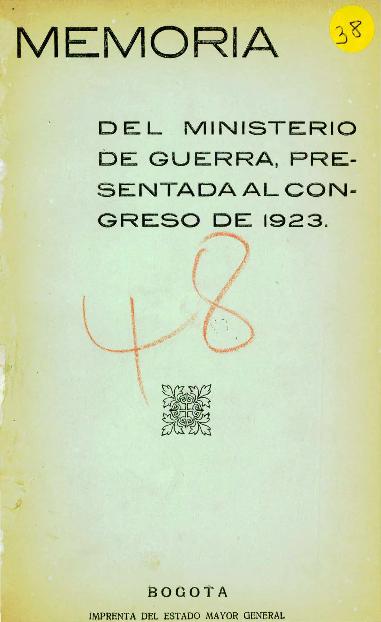 MEMORIA
38
DEL MINISTERIO
DE GUERRA, PRE-
SENTADA AL CON-
GRESO DE 1923.
48
BOGOTA
IMPRENTA DEL ESTADO MAYOR GENERAL